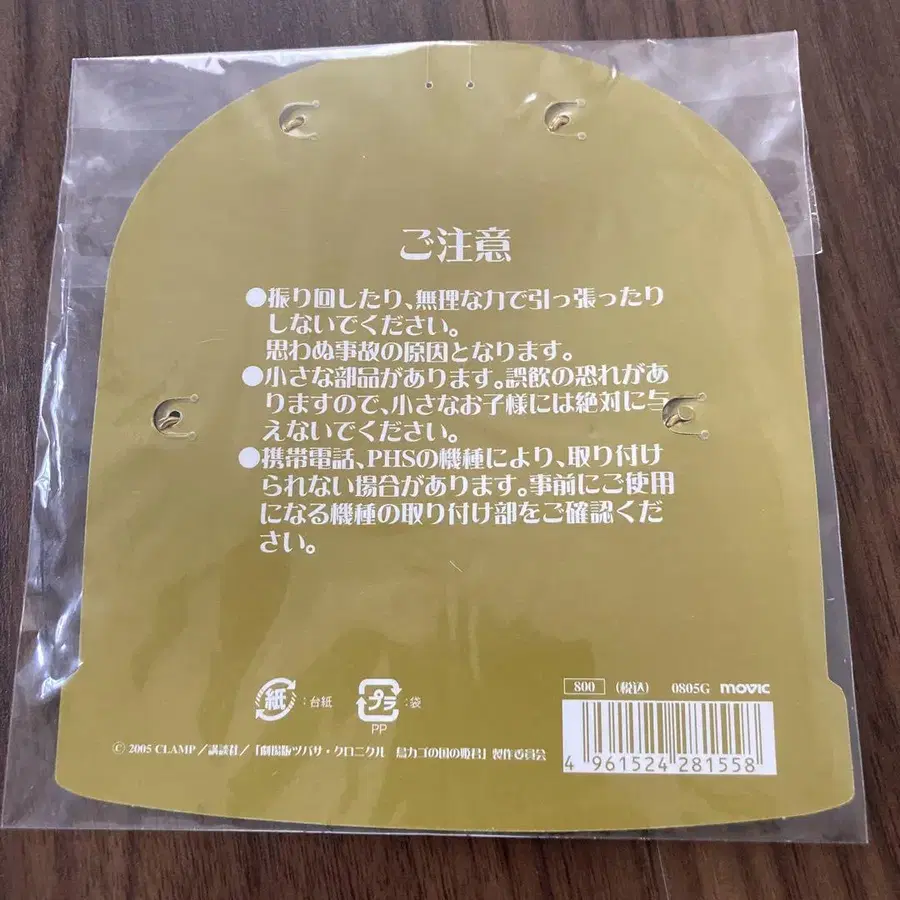 ご注意
●振り回したり、無理な力で引っ張ったり
しないでください。
思わぬ事故の原因となります。
●小さな部品があります。誤飲の恐れがあ
りますので、小さなお子様には絶対に与
えないでください。
●携帯電話、PHSの機種により、取り付け
られない場合があります。事前にご使用
になる機種の取り付け部をご確認くだ
さい。
紙 :台紙
プラ :袋
PP
800 (税込) 0805G movic
4 961524 281558
© 2005 CLAMP/講談社/「劇場版ツバサ・クロニクル 鳥カゴの国の姫君」製作委員会